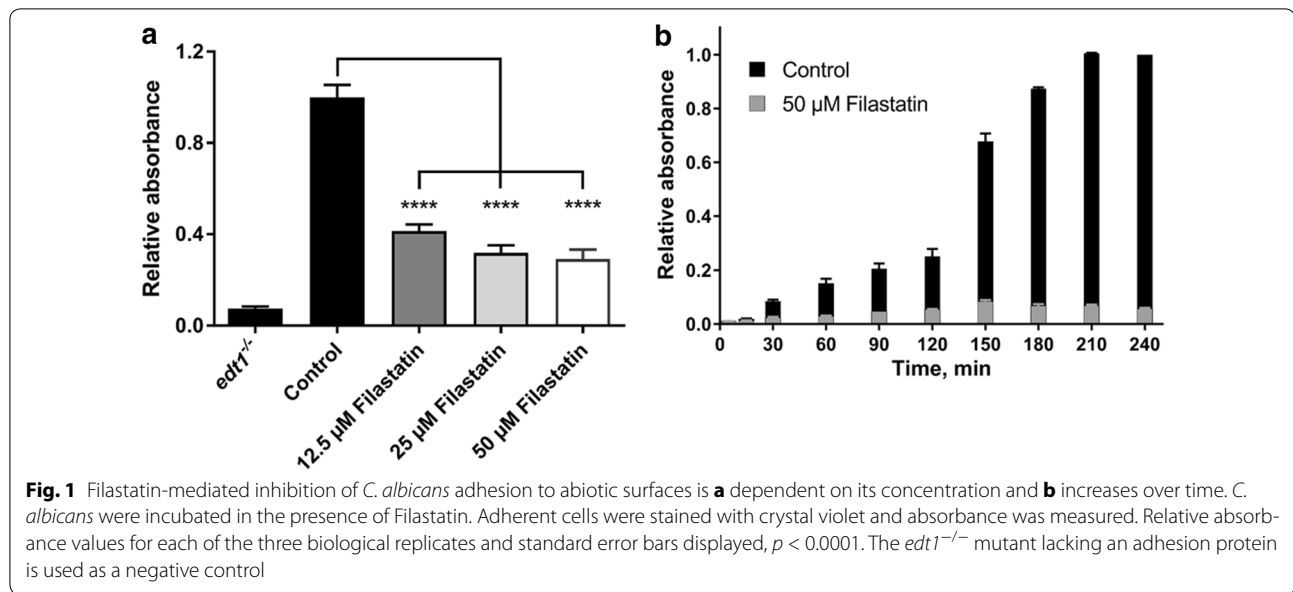 a
1.2
0.8
0.4
0.0
Relative absorbance
****
****
****
edt1-/-
Control
12.5 µM Filastatin
25 µM Filastatin
50 µM Filastatin
b
1.0
0.8
0.6
0.4
0.2
0.0
Relative absorbance
Control
50 µM Filastatin
0
30
60
90
120
150
180
210
240
Time, min
Fig. 1 Filastatin-mediated inhibition of C. albicans adhesion to abiotic surfaces is a dependent on its concentration and b increases over time. C.
albicans were incubated in the presence of Filastatin. Adherent cells were stained with crystal violet and absorbance was measured. Relative absorb-
ance values for each of the three biological replicates and standard error bars displayed, p < 0.0001. The edt1−/− mutant lacking an adhesion protein
is used as a negative control